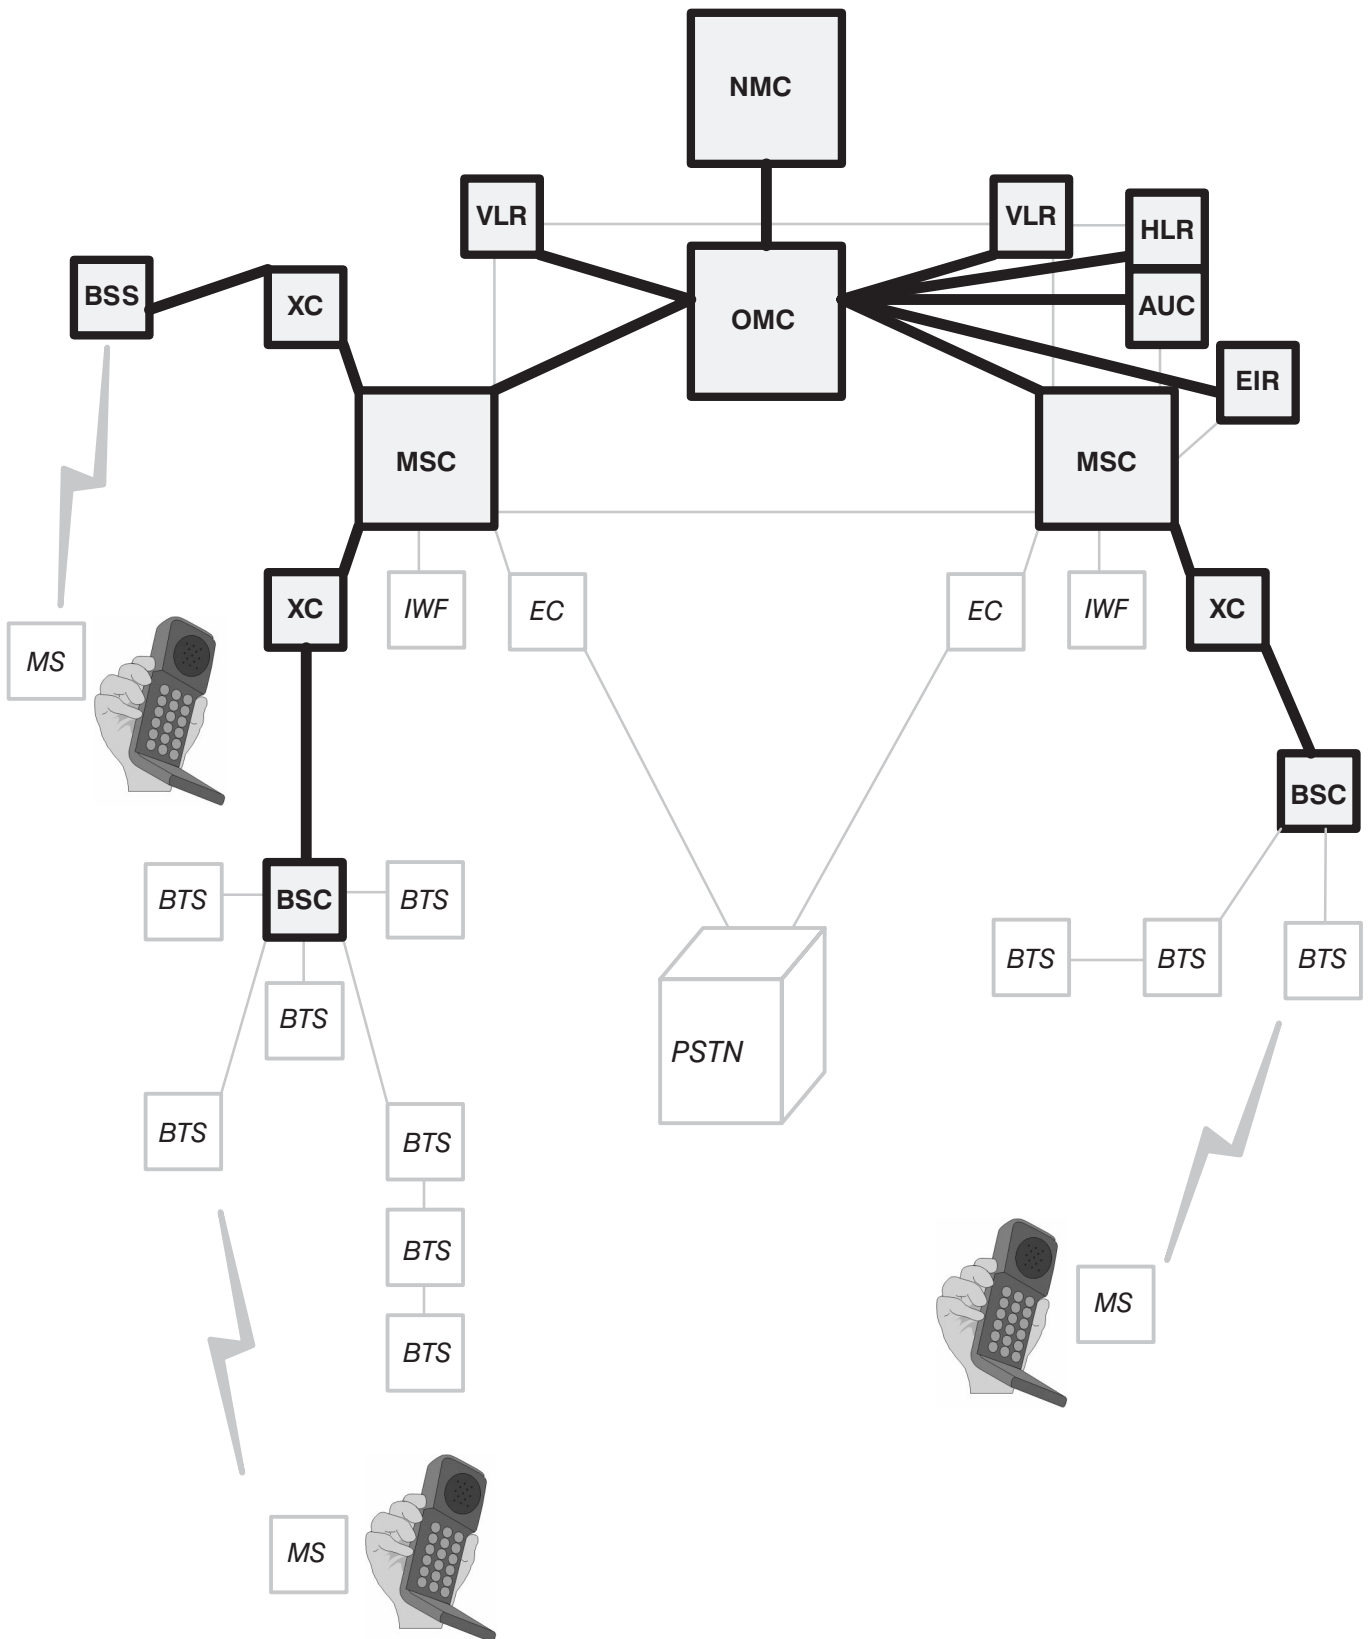 NMC
VLR
VLR
HLR
BSS
XC
OMC
AUC
EIR
MSC
MSC
XC
IWF
EC
EC
IWF
XC
MS
BSC
BTS
BSC
BTS
BTS
BTS
BTS
BTS
PSTN
BTS
BTS
BTS
MS
BTS
MS